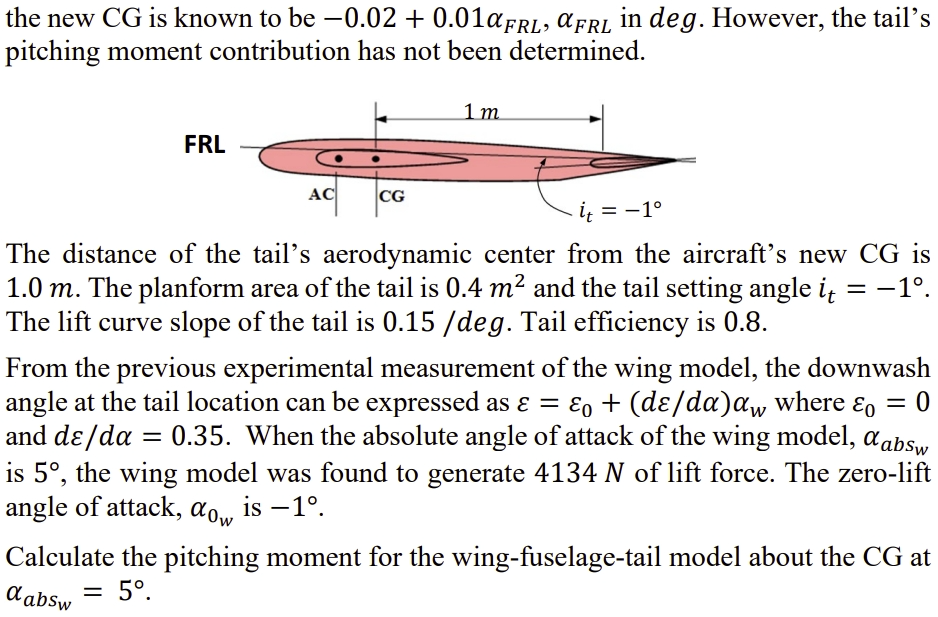 the new CG is known to be −0.02 + 0.01α_FRL, α_FRL in deg. However, the tail's
pitching moment contribution has not been determined.
1 m
FRL
AC
CG
i_t = −1°
The distance of the tail's aerodynamic center from the aircraft's new CG is
1.0 m. The planform area of the tail is 0.4 m² and the tail setting angle i_t = −1°.
The lift curve slope of the tail is 0.15 /deg. Tail efficiency is 0.8.
From the previous experimental measurement of the wing model, the downwash
angle at the tail location can be expressed as ε = ε₀ + (dε/dα)α_w where ε₀ = 0
and dε/dα = 0.35. When the absolute angle of attack of the wing model, α_abs_w
is 5°, the wing model was found to generate 4134 N of lift force. The zero-lift
angle of attack, α_0_w is −1°.
Calculate the pitching moment for the wing-fuselage-tail model about the CG at
α_abs_w = 5°.